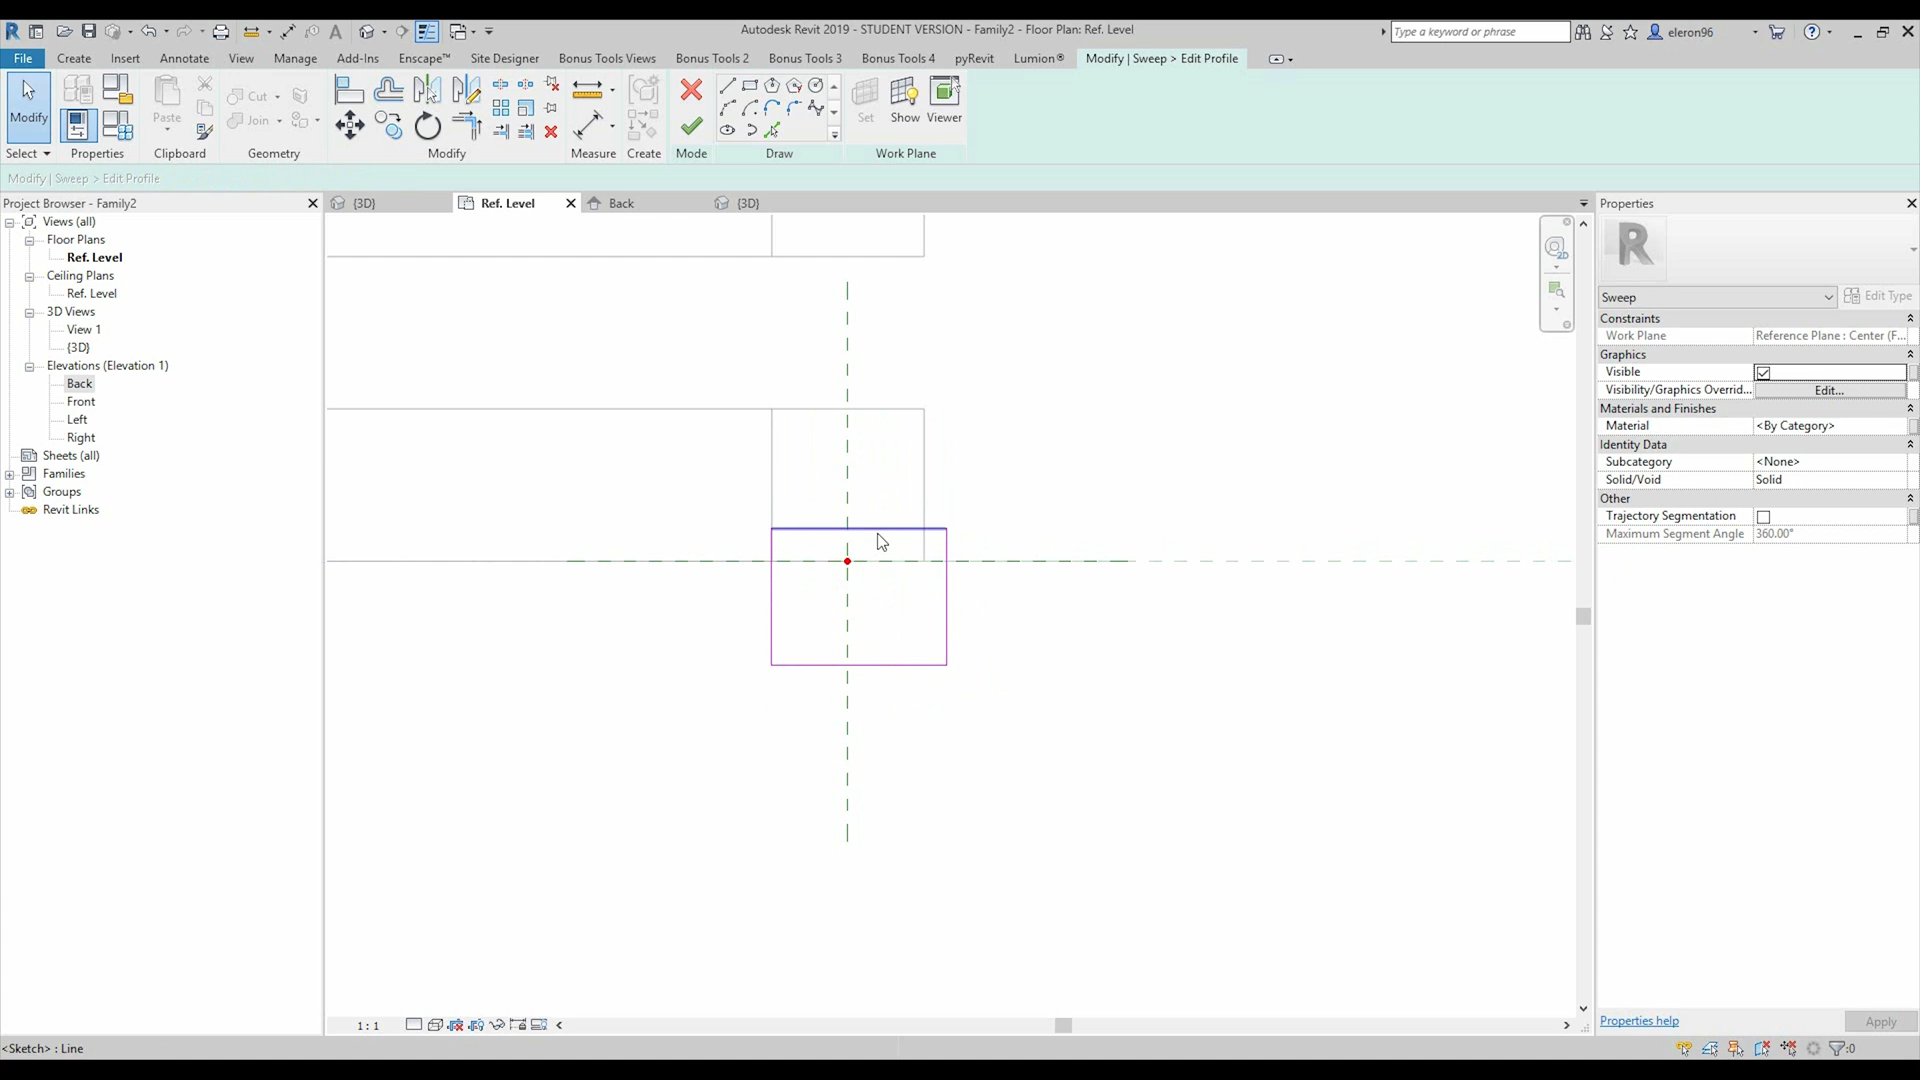 Autodesk Revit 2019 - STUDENT VERSION - Family2 - Floor Plan: Ref. Level
Type a keyword or phrase
eleron96
File
Create
Insert
Annotate
View
Manage
Add-Ins
Enscape™
Site Designer
Bonus Tools Views
Bonus Tools 2
Bonus Tools 3
Bonus Tools 4
pyRevit
Lumion®
Modify | Sweep > Edit Profile
Modify
Paste
Cut
Join
Set
Show
Viewer
Select
Properties
Clipboard
Geometry
Modify
Measure
Create
Mode
Draw
Work Plane
Modify | Sweep > Edit Profile
Project Browser - Family2
{3D}
Ref. Level
Back
{3D}
Properties
Views (all)
Floor Plans
Ref. Level
Ceiling Plans
Ref. Level
3D Views
View 1
{3D}
Elevations (Elevation 1)
Back
Front
Left
Right
Sheets (all)
Families
Groups
Revit Links
2D
R
Sweep
Edit Type
Constraints
Work Plane
Reference Plane : Center (F...
Graphics
Visible
Visibility/Graphics Overrid...
Edit...
Materials and Finishes
Material
<By Category>
Identity Data
Subcategory
<None>
Solid/Void
Solid
Other
Trajectory Segmentation
Maximum Segment Angle
360.00°
Properties help
Apply
1 : 1
<Sketch> : Line
:0